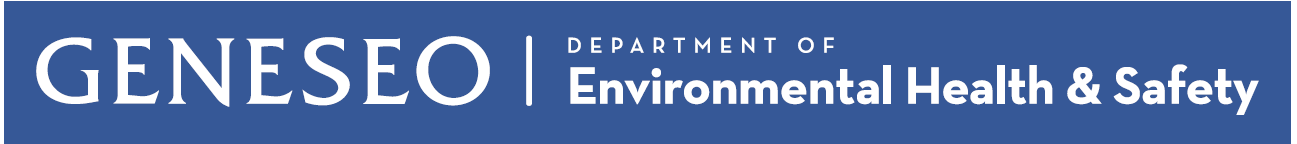 GENESEO
DEPARTMENT OF
Environmental Health & Safety